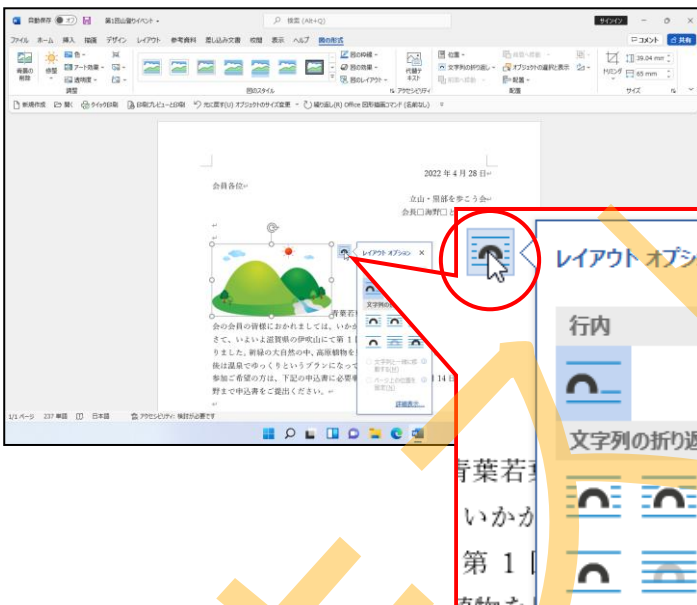 自動保存 オフ 第1回山登りイベント
検索 (Alt+Q)
サインイン
ファイル ホーム 挿入 描画 デザイン レイアウト 参考資料 差し込み文書 校閲 表示 ヘルプ 図の形式
コメント 共有
背景の削除 修整 色 アート効果 透明度
図の枠線 図の効果 図のレイアウト
代替テキスト
位置 文字列の折り返し 前面へ移動 背面へ移動 オブジェクトの選択と表示 配置
トリミング 39.04 mm 65 mm
調整 図のスタイル アクセシビリティ 配置 サイズ
新規作成 開く クイック印刷 印刷プレビューと印刷 元に戻す(U) オブジェクトのサイズ変更 繰り返し(R) Office 図形描画コマンド (名前なし)
2022 年 4 月 28 日
会員各位
立山・黒部を歩こう会
会長□海野□と
レイアウト オプション
文字列の折
青葉若
会の会員の皆様におかれましては、いかが
さて、いよいよ滋賀県の伊吹山にて第 1 回
りました。新緑の大自然の中、高原植物を
後は温泉でゆっくりというプランになって
参加ご希望の方は、下記の申込書に必要事
14 日
野まで申込書をご提出ください。
詳細表示...
1/1 ページ 237 単語 日本語 アクセシビリティ: 検討が必要です
レイアウト オプシ
行内
文字列の折り返
青葉若葉
いかが
第 1 回
植物を